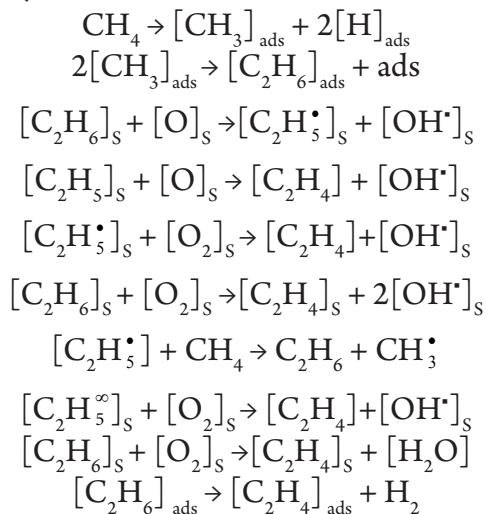 CH₄ → [CH₃]ads + 2[H]ads
2[CH₃]ads → [C₂H₆]ads + ads
[C₂H₆]S + [O]S →[C₂H₅•]S + [OH▪]S
[C₂H₅]S + [O]S → [C₂H₄] + [OH▪]S
[C₂H₅•]S + [O₂]S → [C₂H₄]+[OH▪]S
[C₂H₆]S + [O₂]S →[C₂H₄]S + 2[OH▪]S
[C₂H₅•] + CH₄ → C₂H₆ + CH₃•
[C₂H₅∞]S + [O₂]S → [C₂H₄]+[OH▪]S
[C₂H₆]S + [O₂]S →[C₂H₄]S + [H₂O]
[C₂H₆]ads → [C₂H₄]ads + H₂